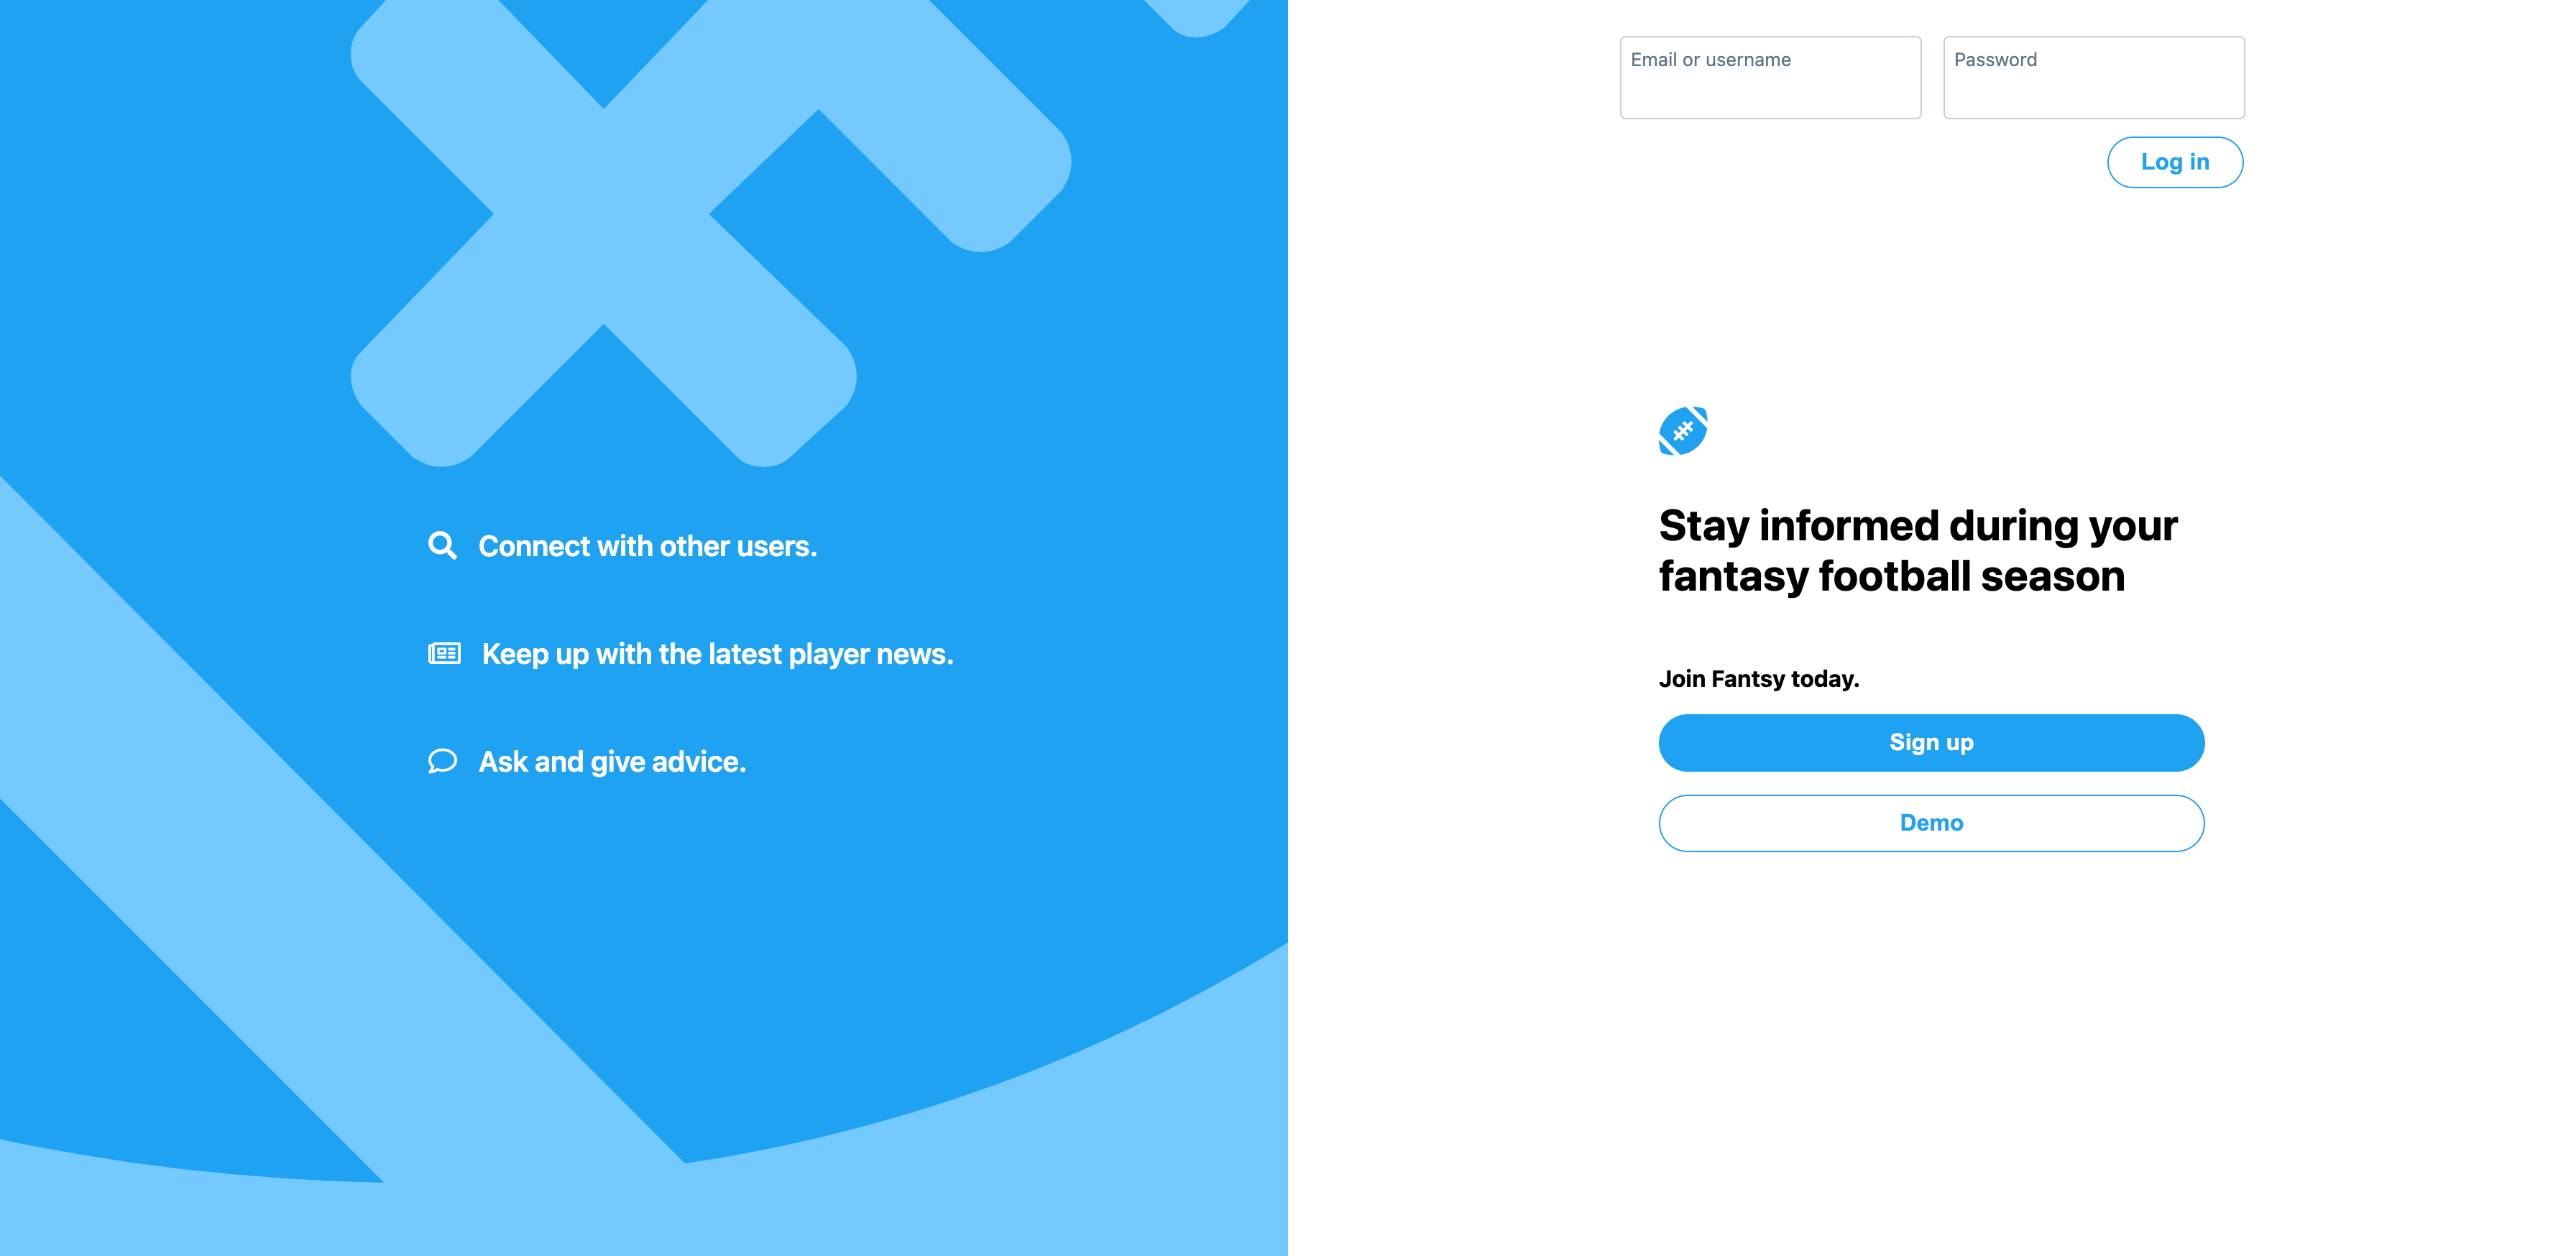 Email or username
Password
Log in
Connect with other users.
Keep up with the latest player news.
Ask and give advice.
Stay informed during your
fantasy football season
Join Fantsy today.
Sign up
Demo